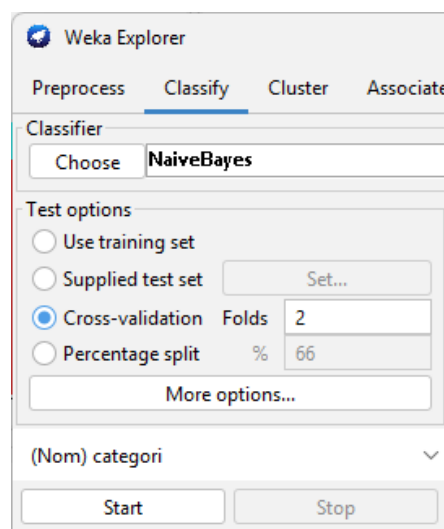 Weka Explorer
Preprocess Classify Cluster Associate
Classifier
Choose NaiveBayes
Test options
Use training set
Supplied test set Set...
Cross-validation Folds 2
Percentage split % 66
More options...
(Nom) categori
Start Stop